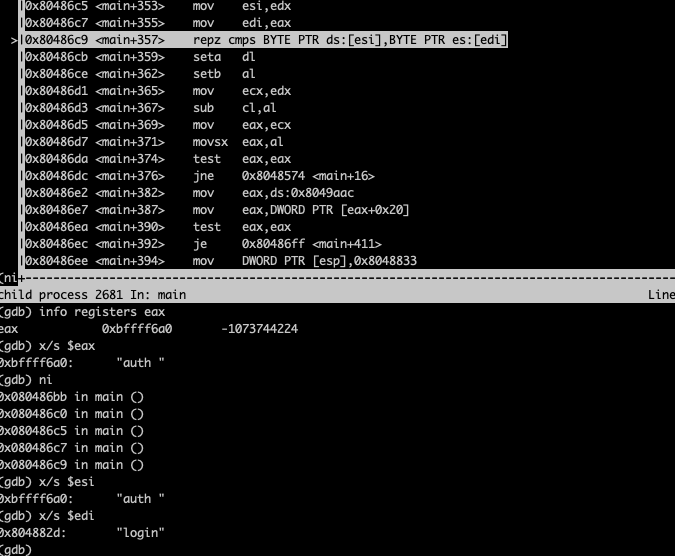 |0x80486c5 <main+353> mov esi,edx
|0x80486c7 <main+355> mov edi,eax
>|0x80486c9 <main+357> repz cmps BYTE PTR ds:[esi],BYTE PTR es:[edi]
|0x80486cb <main+359> seta dl
|0x80486ce <main+362> setb al
|0x80486d1 <main+365> mov ecx,edx
|0x80486d3 <main+367> sub cl,al
|0x80486d5 <main+369> mov eax,ecx
|0x80486d7 <main+371> movsx eax,al
|0x80486da <main+374> test eax,eax
|0x80486dc <main+376> jne 0x8048574 <main+16>
|0x80486e2 <main+382> mov eax,ds:0x8049aac
|0x80486e7 <main+387> mov eax,DWORD PTR [eax+0x20]
|0x80486ea <main+390> test eax,eax
|0x80486ec <main+392> je 0x80486ff <main+411>
|0x80486ee <main+394> mov DWORD PTR [esp],0x8048833
(ni+---------------------------------------------------------------------------
child process 2681 In: main Line
(gdb) info registers eax
eax 0xbffff6a0 -1073744224
(gdb) x/s $eax
0xbffff6a0: "auth "
(gdb) ni
0x080486bb in main ()
0x080486c0 in main ()
0x080486c5 in main ()
0x080486c7 in main ()
0x080486c9 in main ()
(gdb) x/s $esi
0xbffff6a0: "auth "
(gdb) x/s $edi
0x804882d: "login"
(gdb)